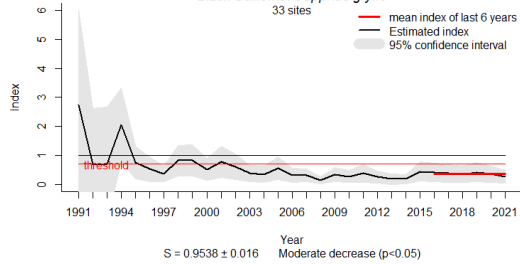 33 sites
mean index of last 6 years
Estimated index
95% confidence interval
6
5
4
3
2
1
0
Index
threshold
1991 1994 1997 2000 2003 2006 2009 2012 2015 2018 2021
Year
S = 0.9538 ± 0.016 Moderate decrease (p<0.05)